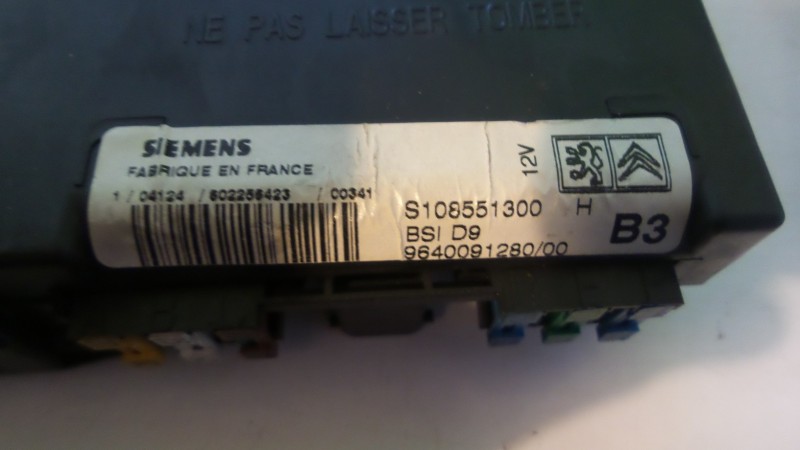 NE PAS LAISSER TOMBER
SIEMENS
FABRIQUE EN FRANCE
1 / 04124 / 602256423 / 00341
12V
S108551300 H
BSI D9
B3
9640091280/00